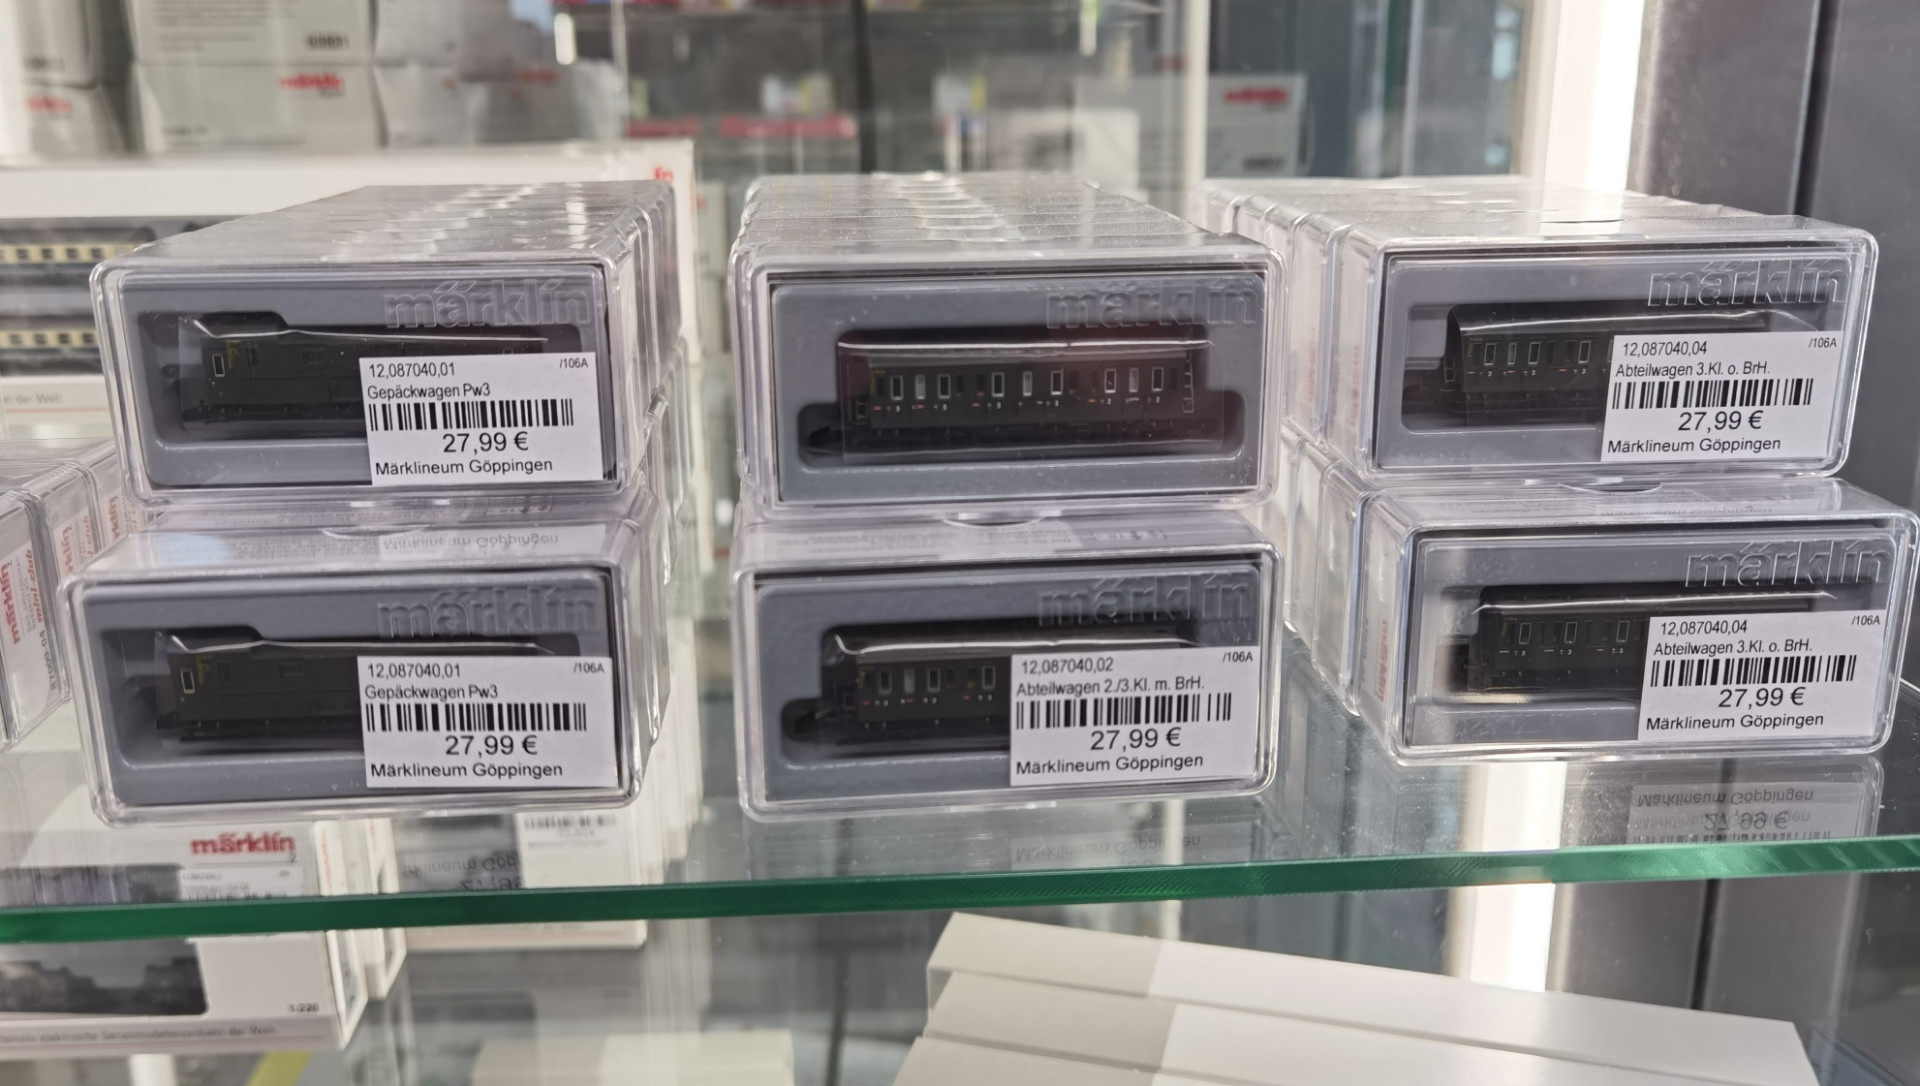 märklin
12,087040,01 /106A
Gepäckwagen Pw3
27,99 €
Märklineum Göppingen
märklin
märklin
12,087040,04 /106A
Abteilwagen 3.Kl. o. BrH.
27,99 €
Märklineum Göppingen
märklin
12,087040,01 /106A
Gepäckwagen Pw3
27,99 €
Märklineum Göppingen
märklin
12,087040,02 /106A
Abteilwagen 2./3.Kl. m. BrH.
27,99 €
Märklineum Göppingen
märklin
12,087040,04 /106A
Abteilwagen 3.Kl. o. BrH.
27,99 €
Märklineum Göppingen
märklin
1:220